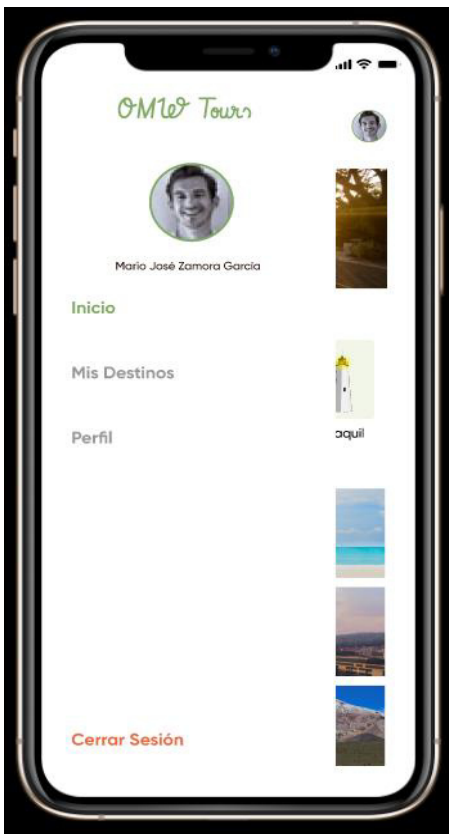 OMW Tours
Mario José Zamora García
Inicio
Mis Destinos
Perfil
aquil
Cerrar Sesión